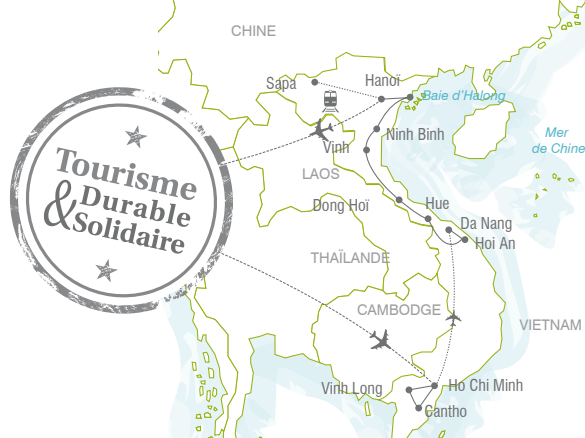 CHINE
Sapa
Hanoï
Baie d'Halong
Ninh Binh
Mer
de Chine
Vinh
LAOS
Tourisme
& Durable
Solidaire
Dong Hoï
Hue
Da Nang
Hoi An
THAÏLANDE
CAMBODGE
VIETNAM
Vinh Long
Ho Chi Minh
Cantho